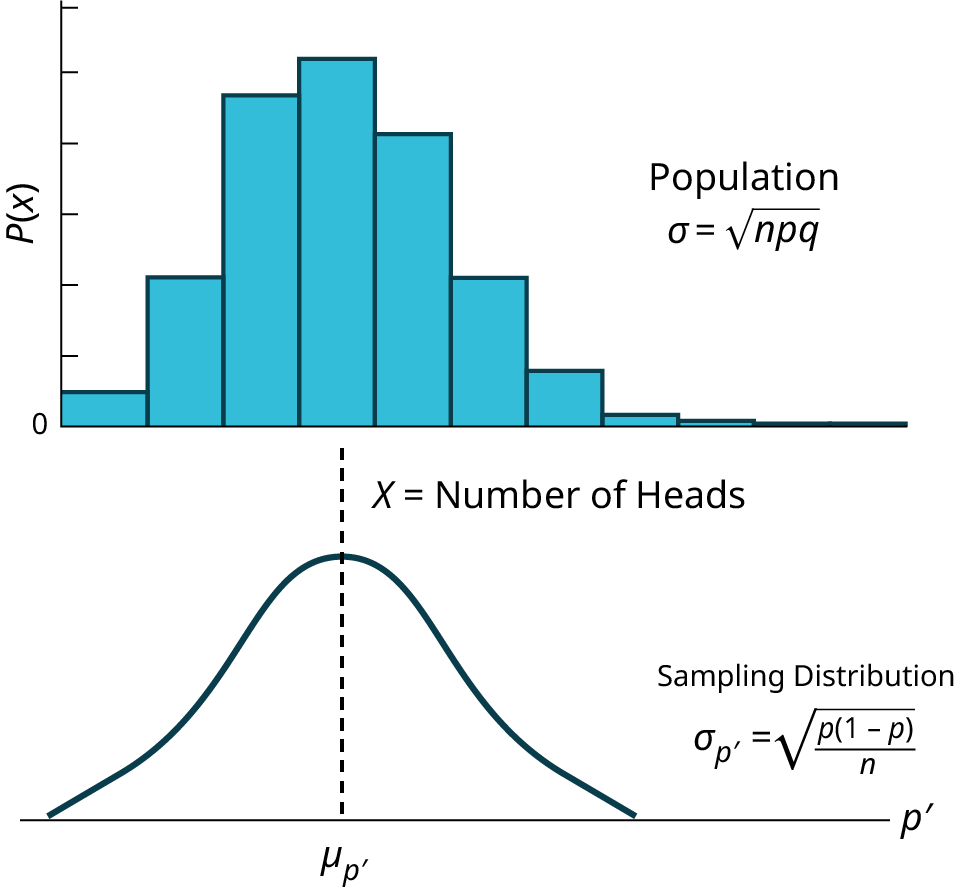 P(x)
0
Population
σ = √npq
X = Number of Heads
Sampling Distribution
σp′ = √p(1 – p)
n
p′
μp′